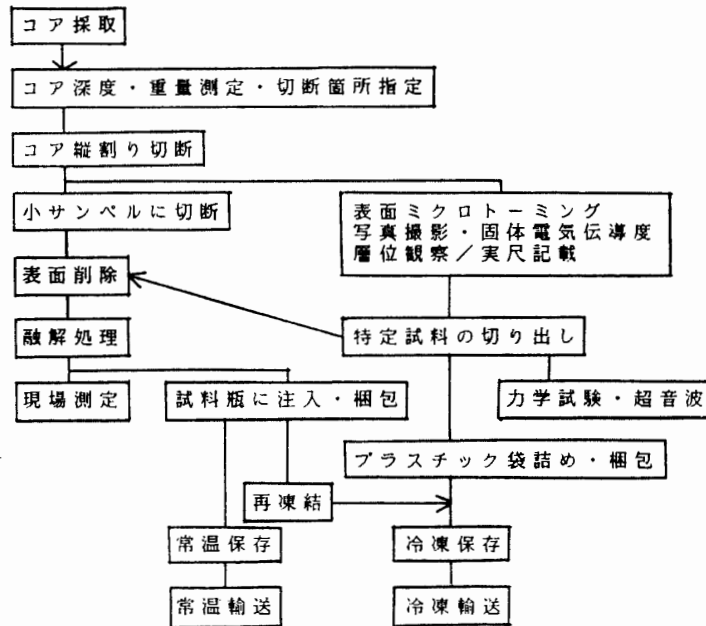 コア採取
コア深度・重量測定・切断箇所指定
コア縦割り切断
小サンペルに切断
表面ミクロトーミング
写真撮影・固体電気伝導度
層位観察／実尺記載
表面削除
融解処理
特定試料の切り出し
現場測定
試料瓶に注入・梱包
力学試験・超音波
プラスチック袋詰め・梱包
再凍結
常温保存
冷凍保存
常温輸送
冷凍輸送